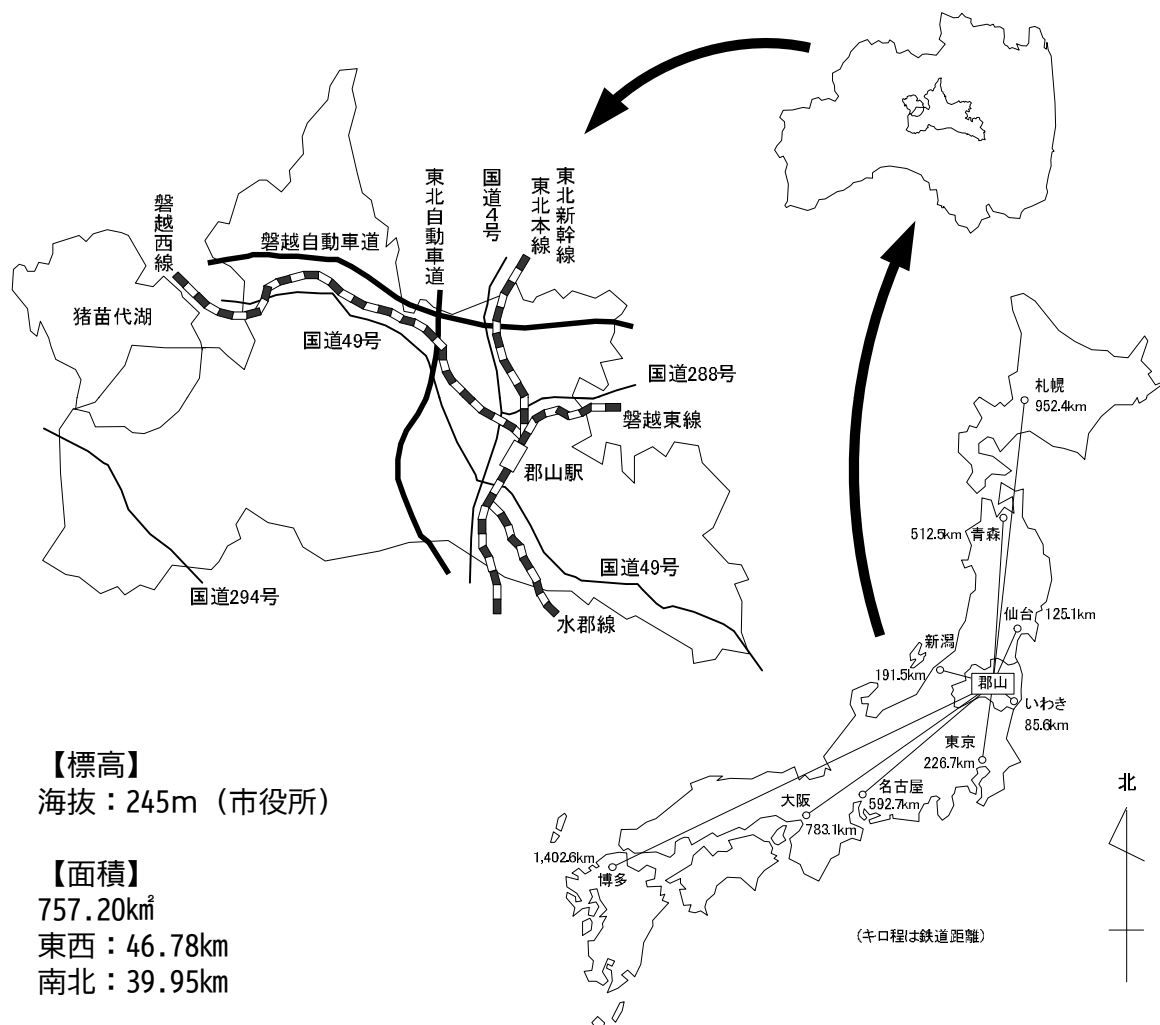 東北新幹線
東北本線
国道4号
東北自動車道
磐越西線
磐越自動車道
猪苗代湖
国道49号
国道288号
磐越東線
郡山駅
国道49号
国道294号
水郡線
札幌
952.4km
512.5km 青森
仙台 125.1km
新潟
191.5km
郡山
いわき
85.6km
東京
226.7km
名古屋
592.7km
大阪
783.1km
1,402.6km
博多
北
(キロ程は鉄道距離)
【標高】
海抜：245m（市役所）
【面積】
757.20k㎡
東西：46.78km
南北：39.95km